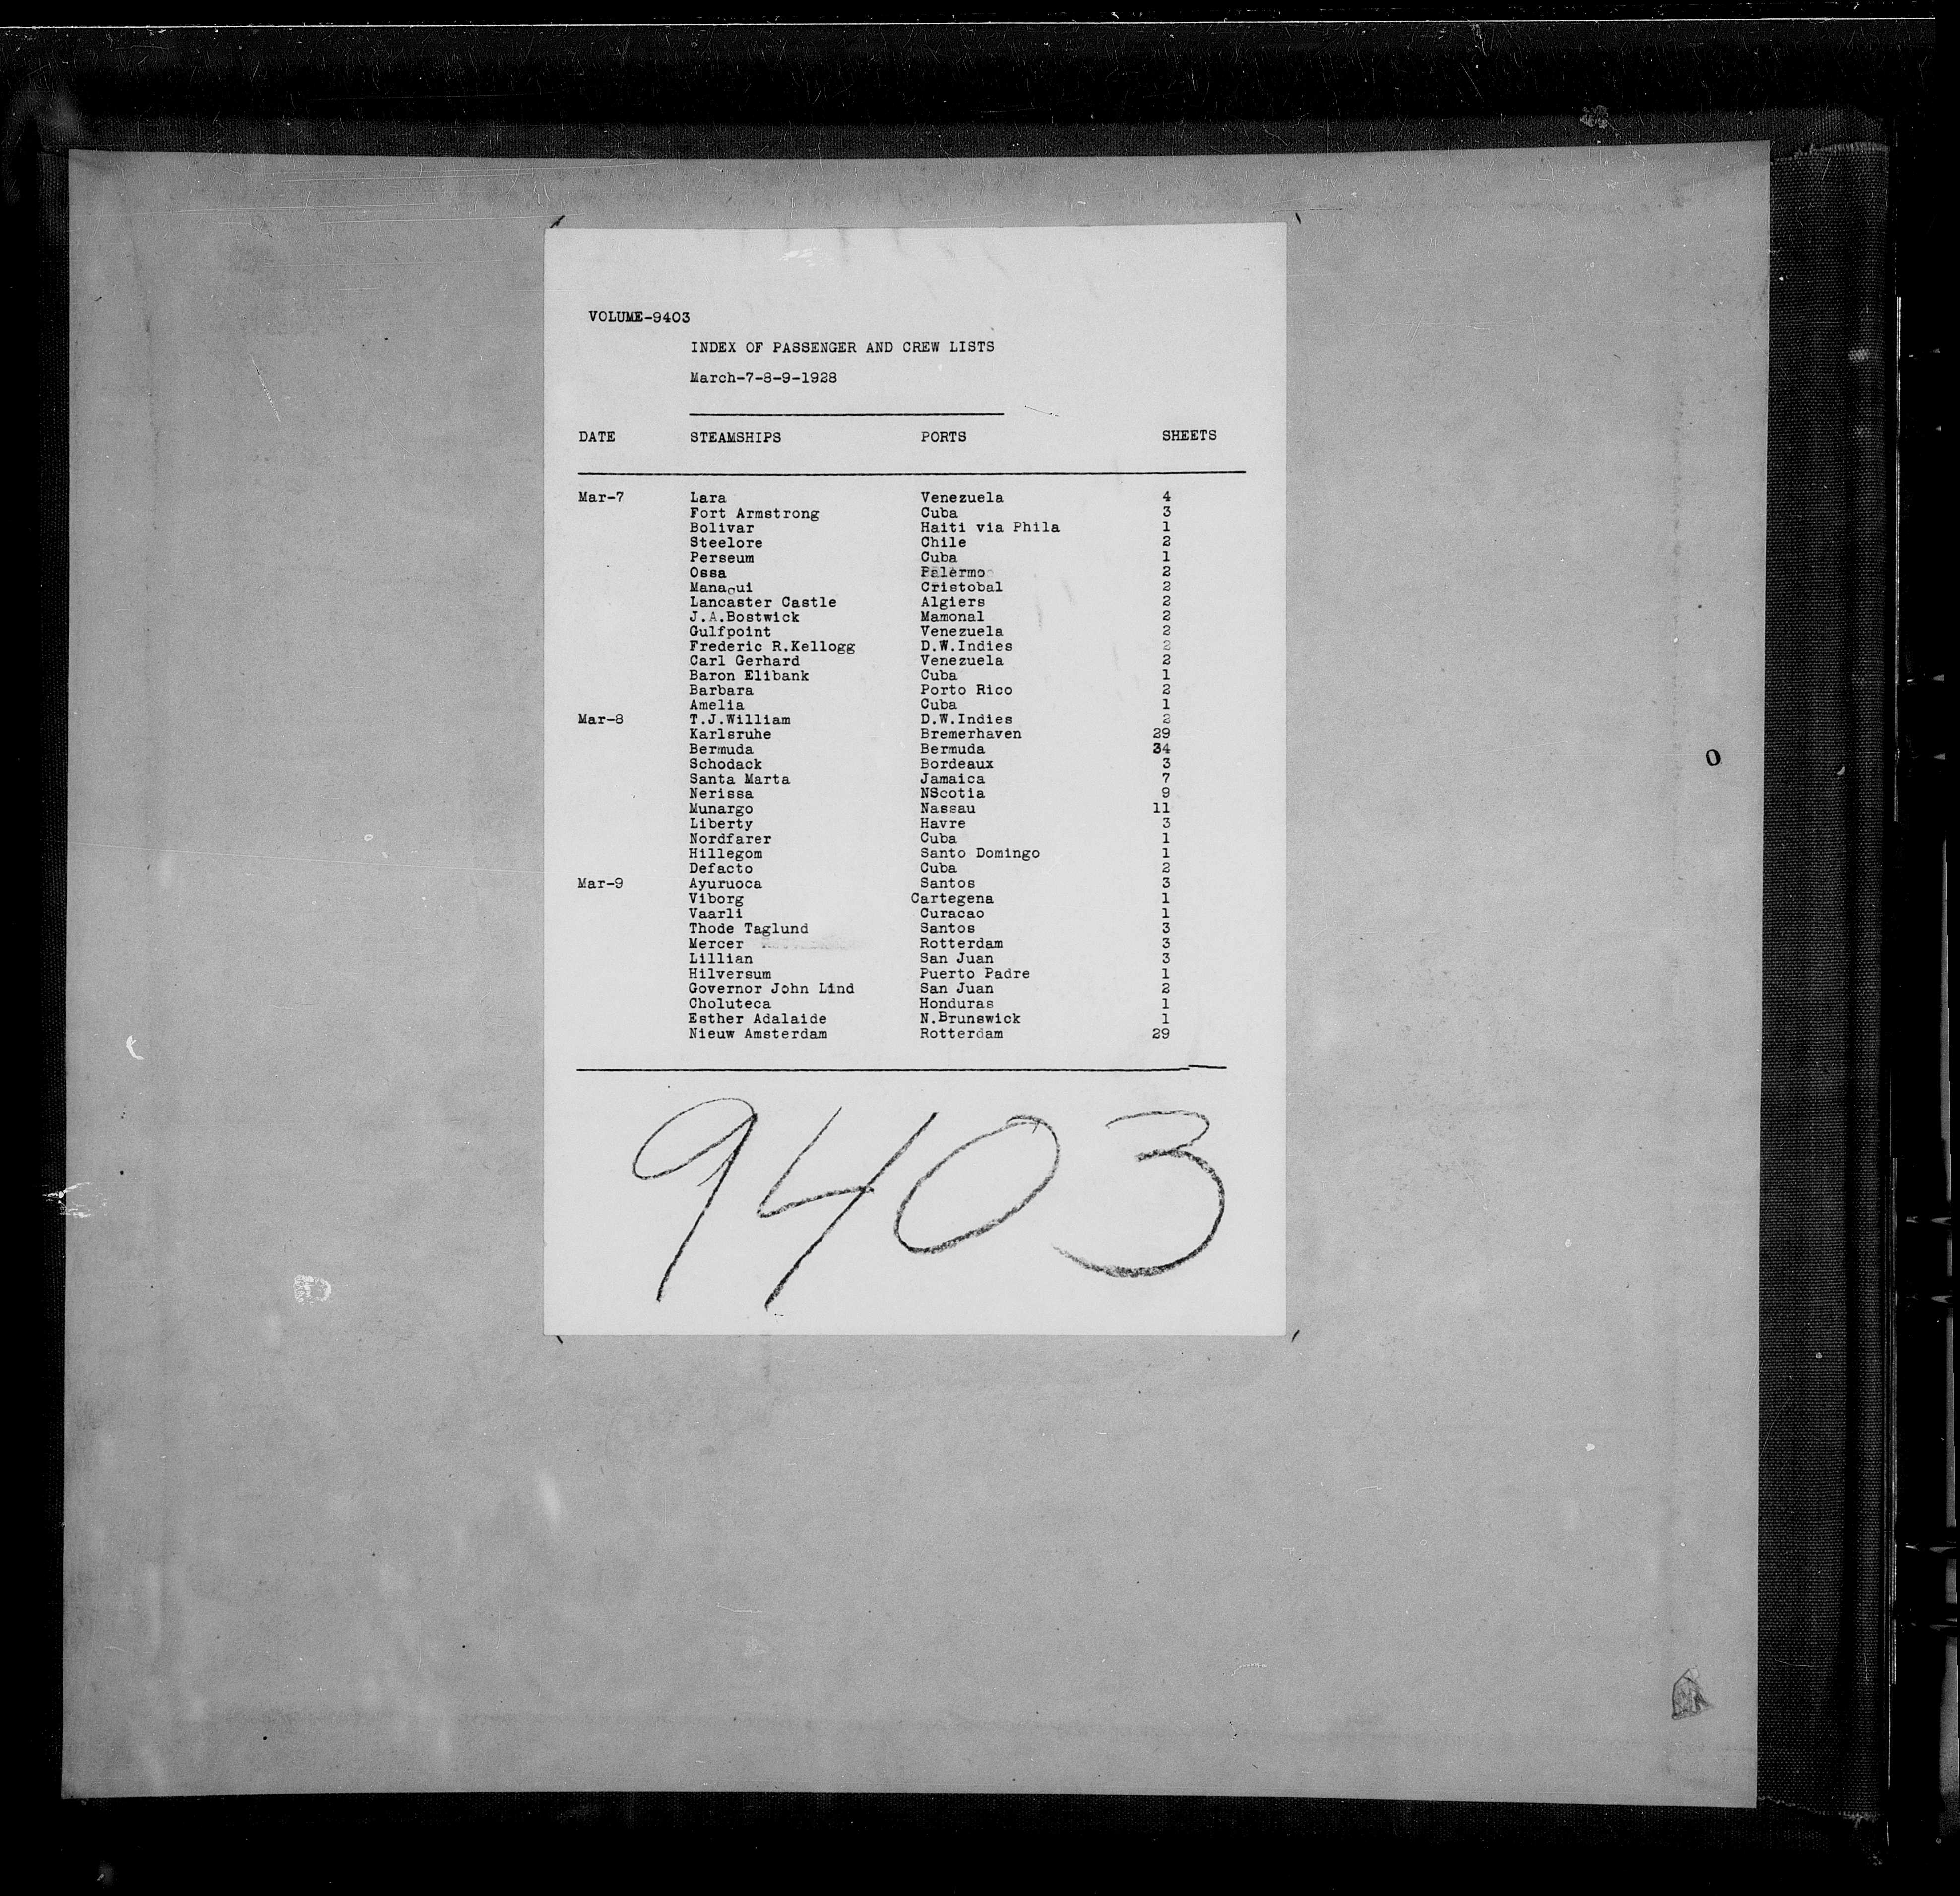 VOLUME-9403
INDEX OF PASSENGER AND CREW LISTS
March-7-8-9-1928
DATE STEAMSHIPS PORTS SHEETS
Mar-7 Lara Venezuela 4
Fort Armstrong Cuba 3
Bolivar Haiti via Phila 1
Steelore Chile 2
Perseum Cuba 1
Ossa Palermo 2
Manaqui Cristobal 2
Lancaster Castle Algiers 2
J.A.Bostwick Mamonal 2
Gulfpoint Venezuela 2
Frederic R.Kellogg D.W.Indies 2
Carl Gerhard Venezuela 2
Baron Elibank Cuba 1
Barbara Porto Rico 2
Amelia Cuba 1
Mar-8 T.J.William D.W.Indies 2
Karlsruhe Bremerhaven 29
Bermuda Bermuda 34
Schodack Bordeaux 3
Santa Marta Jamaica 7
Nerissa NScotia 9
Munargo Nassau 11
Liberty Havre 3
Nordfarer Cuba 1
Hillegom Santo Domingo 1
Defacto Cuba 2
Mar-9 Ayuruoca Santos 3
Viborg Cartegena 1
Vaarli Curacao 1
Thode Taglund Santos 3
Mercer Rotterdam 3
Lillian San Juan 3
Hilversum Puerto Padre 1
Governor John Lind San Juan 2
Choluteca Honduras 1
Esther Adalaide N.Brunswick 1
Nieuw Amsterdam Rotterdam 29
9403